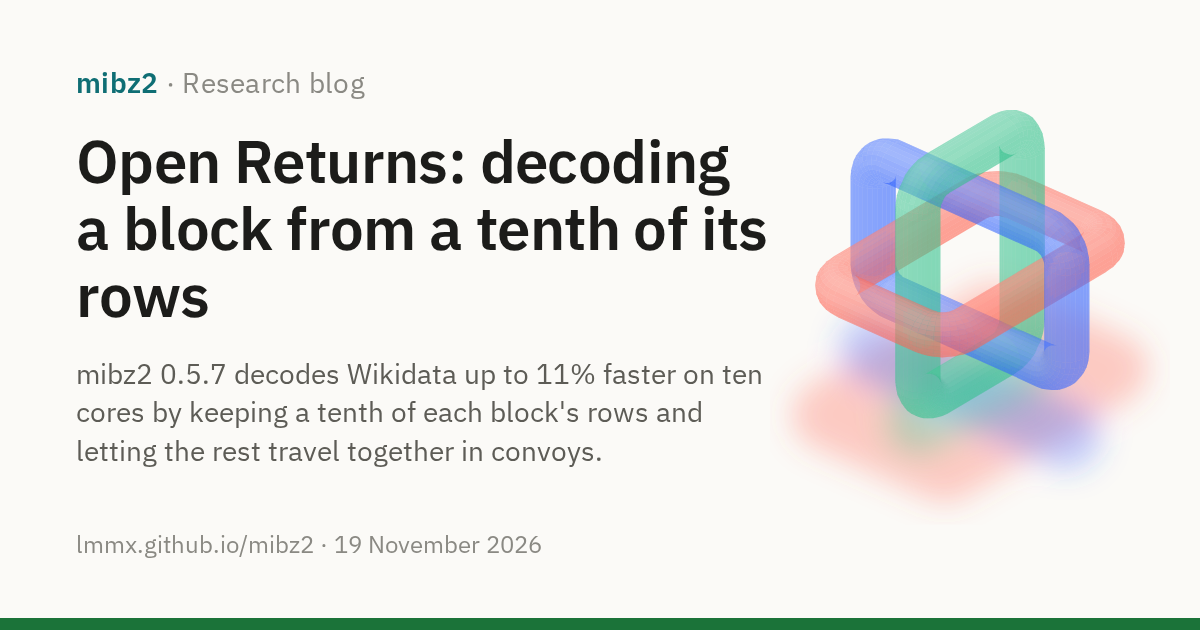 mibz2 · Research blog
Open Returns: decoding
a block from a tenth of its
rows
mibz2 0.5.7 decodes Wikidata up to 11% faster on ten
cores by keeping a tenth of each block's rows and
letting the rest travel together in convoys.
lmmx.github.io/mibz2 · 19 November 2026